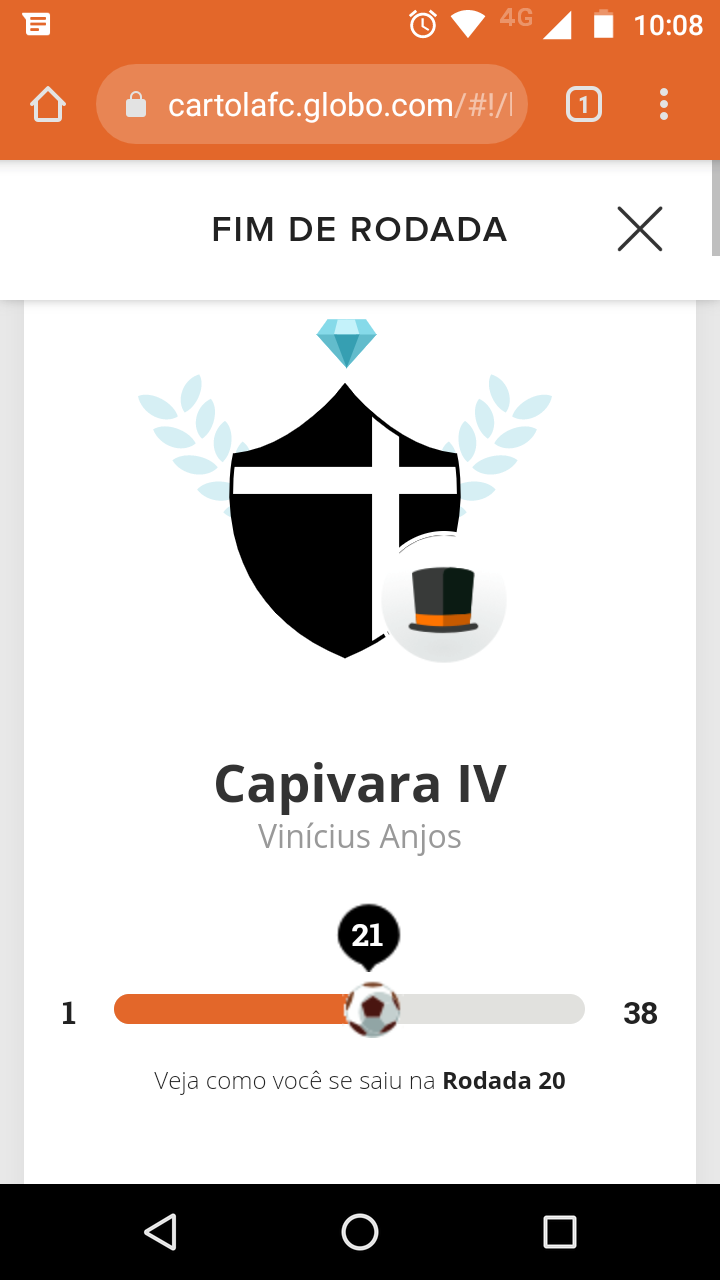 4G 10:08
cartolafc.globo.com/#!/
1
FIM DE RODADA
Capivara IV
Vinícius Anjos
21
1 38
Veja como você se saiu na Rodada 20